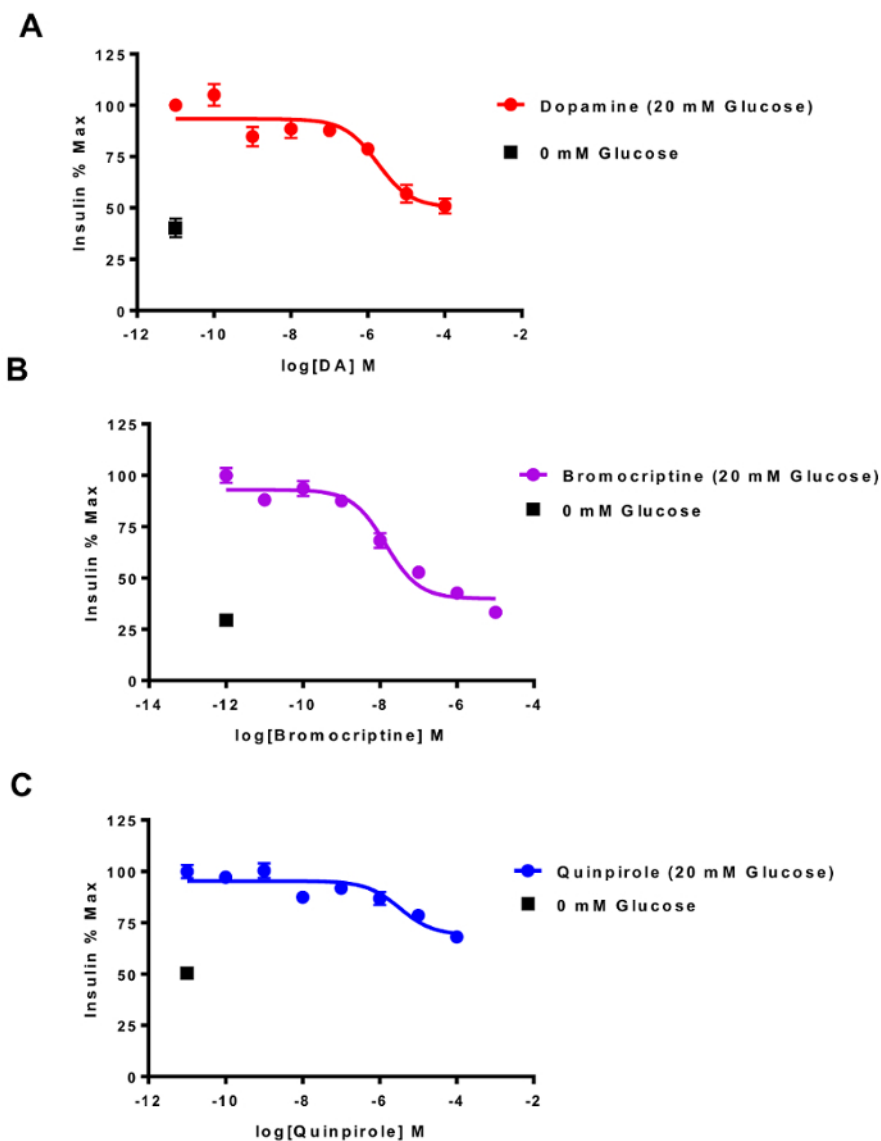 A
125
100
75
50
25
0
Insulin % Max
-12
-10
-8
-6
-4
-2
log[DA] M
Dopamine (20 mM Glucose)
0 mM Glucose
B
125
100
75
50
25
0
Insulin % Max
-14
-12
-10
-8
-6
-4
log[Bromocriptine] M
Bromocriptine (20 mM Glucose)
0 mM Glucose
C
125
100
75
50
25
0
Insulin % Max
-12
-10
-8
-6
-4
-2
log[Quinpirole] M
Quinpirole (20 mM Glucose)
0 mM Glucose